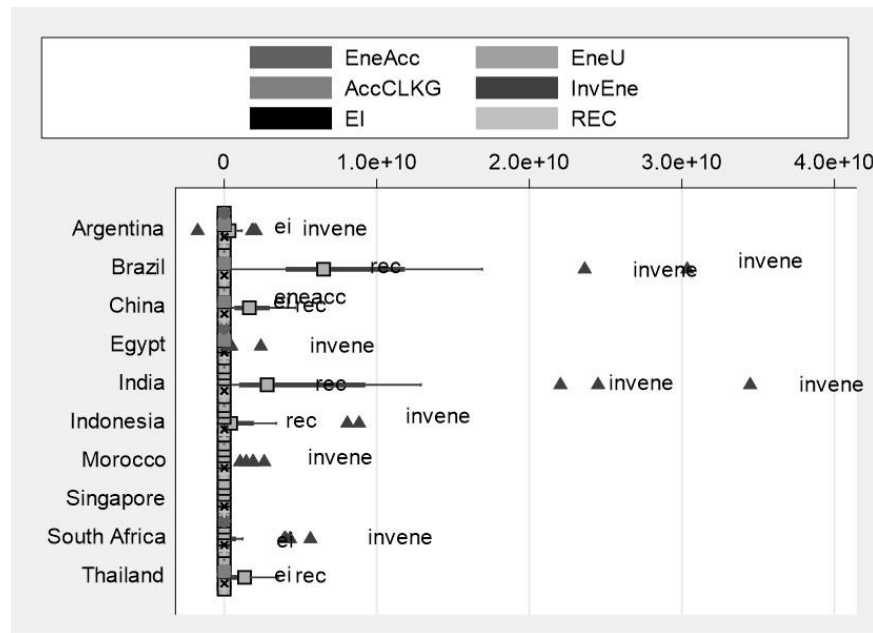 EneAcc EneU
AccCLKG InvEne
EI REC
0 1.0e+10 2.0e+10 3.0e+10 4.0e+10
Argentina ei invene
Brazil rec invene invene
China eneacc ei rec
Egypt invene
India rec invene invene
Indonesia rec invene
Morocco invene
Singapore
South Africa ei invene
Thailand ei rec